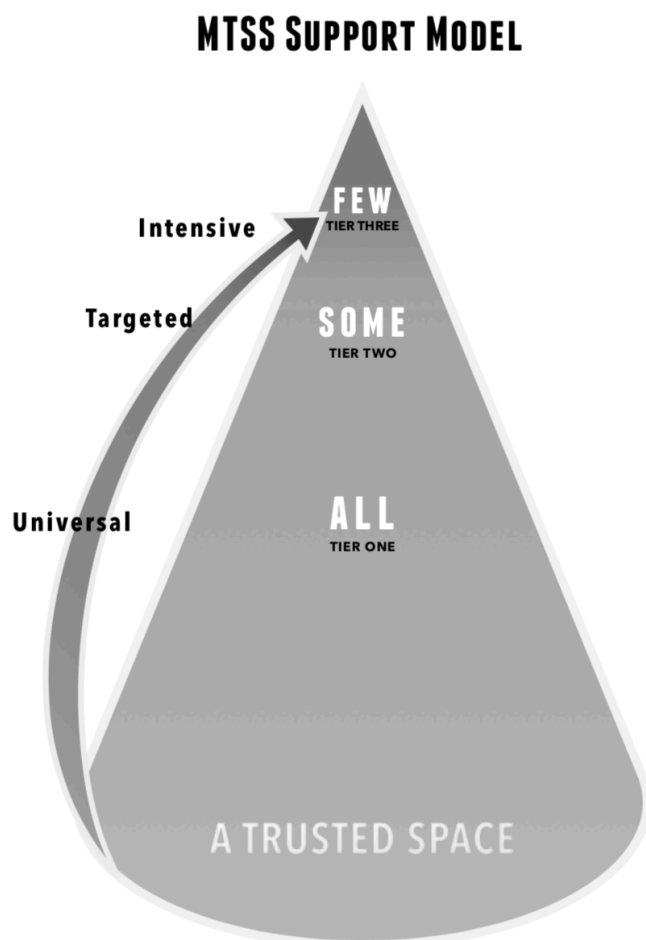 MTSS SUPPORT MODEL
FEW
TIER THREE
Intensive
SOME
TIER TWO
Targeted
ALL
TIER ONE
Universal
A TRUSTED SPACE